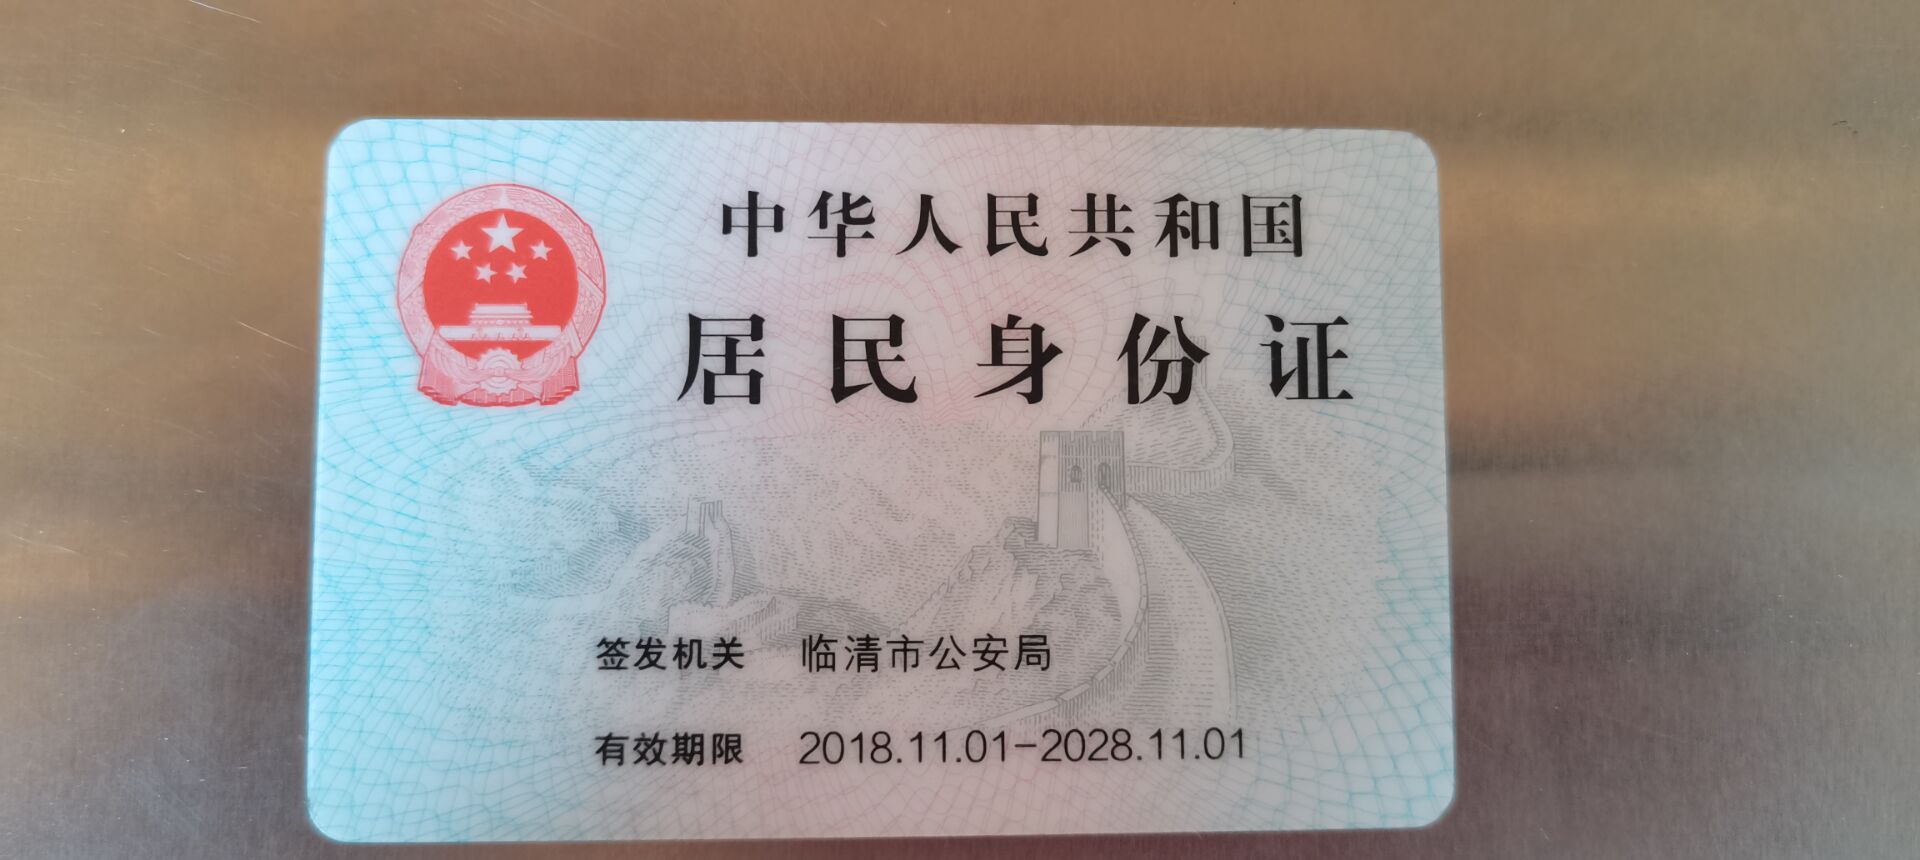 中华人民共和国
居民身份证
签发机关 临清市公安局
有效期限 2018.11.01-2028.11.01